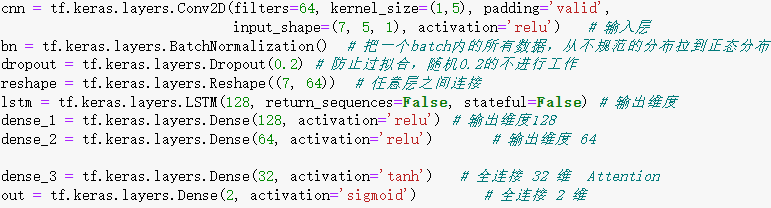 cnn = tf.keras.layers.Conv2D(filters=64, kernel_size=(1,5), padding='valid',
input_shape=(7, 5, 1), activation='relu') # 输入层
bn = tf.keras.layers.BatchNormalization() # 把一个batch内的所有数据，从不规范的分布拉到正态分布
dropout = tf.keras.layers.Dropout(0.2) # 防止过拟合，随机0.2的不进行工作
reshape = tf.keras.layers.Reshape((7, 64)) # 任意层之间连接
lstm = tf.keras.layers.LSTM(128, return_sequences=False, stateful=False) # 输出维度
dense_1 = tf.keras.layers.Dense(128, activation='relu') # 输出维度128
dense_2 = tf.keras.layers.Dense(64, activation='relu') # 输出维度 64
dense_3 = tf.keras.layers.Dense(32, activation='tanh') # 全连接 32 维 Attention
out = tf.keras.layers.Dense(2, activation='sigmoid') # 全连接 2 维